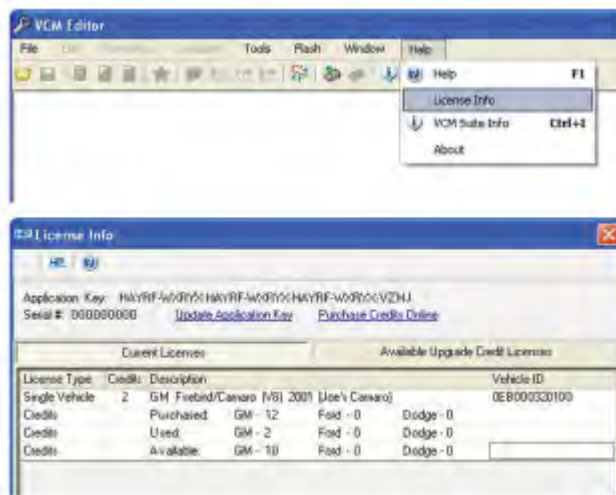 VCM Editor
File Tools Flash Window Help
Help F1
License Info
VCM Suite Info Ctrl+I
About
License Info
Serial #: 000000000 Update Application Key Purchase Credits Online
Application Key:
Current Licenses Available Upgrade Credit Licenses
License Type Credits Description Vehicle ID
Single Vehicle 2 GM Firebird/Camaro (V8) 2001 (Joe's Camaro) 0EB000320100
Credits Purchased: GM - 12 Ford - 0 Dodge - 0
Credits Used: GM - 2 Ford - 0 Dodge - 0
Credits Available: GM - 10 Ford - 0 Dodge - 0